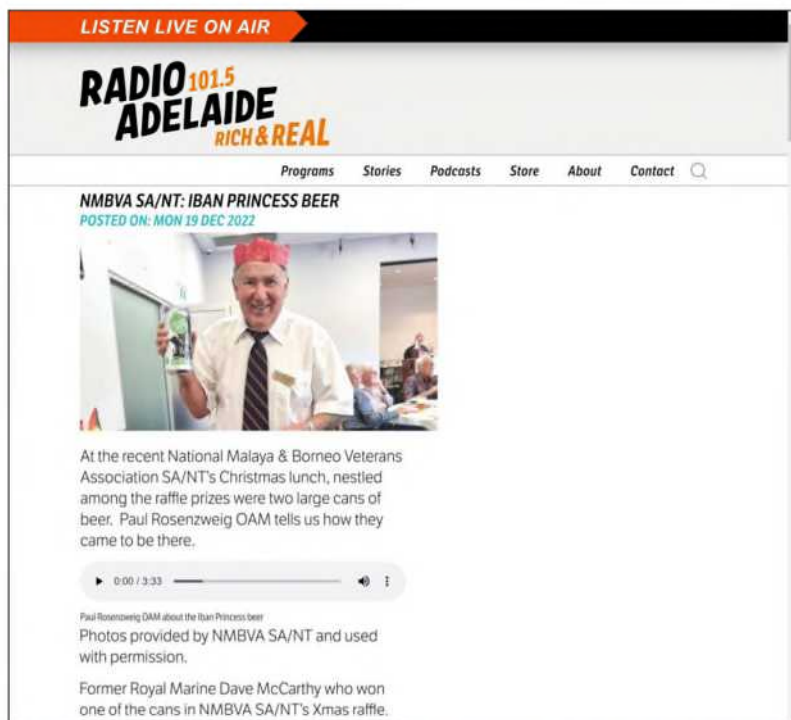 LISTEN LIVE ON AIR
RADIO 101.5
ADELAIDE
RICH & REAL
Programs Stories Podcasts Store About Contact
NMBVA SA/NT: IBAN PRINCESS BEER
POSTED ON: MON 19 DEC 2022
At the recent National Malaya & Borneo Veterans
Association SA/NT's Christmas lunch, nestled
among the raffle prizes were two large cans of
beer. Paul Rosenzweig OAM tells us how they
came to be there.
0:00 / 3:33
Paul Rosenzweig OAM about the Iban Princess beer
Photos provided by NMBVA SA/NT and used
with permission.
Former Royal Marine Dave McCarthy who won
one of the cans in NMBVA SA/NT's Xmas raffle.